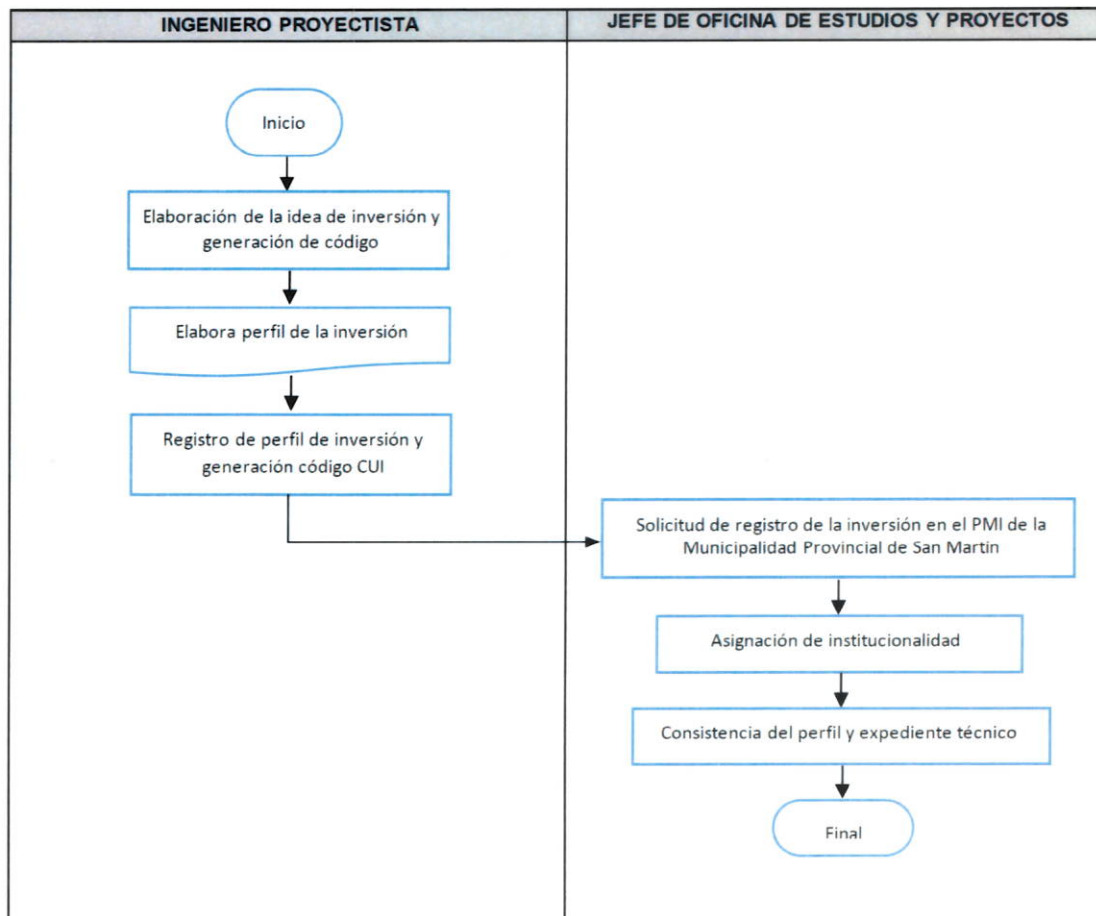 INGENIERO PROYECTISTA
JEFE DE OFICINA DE ESTUDIOS Y PROYECTOS
Inicio
Elaboración de la idea de inversión y
generación de código
Elabora perfil de la inversión
Registro de perfil de inversión y
generación código CUI
Solicitud de registro de la inversión en el PMI de la
Municipalidad Provincial de San Martin
Asignación de institucionalidad
Consistencia del perfil y expediente técnico
Final